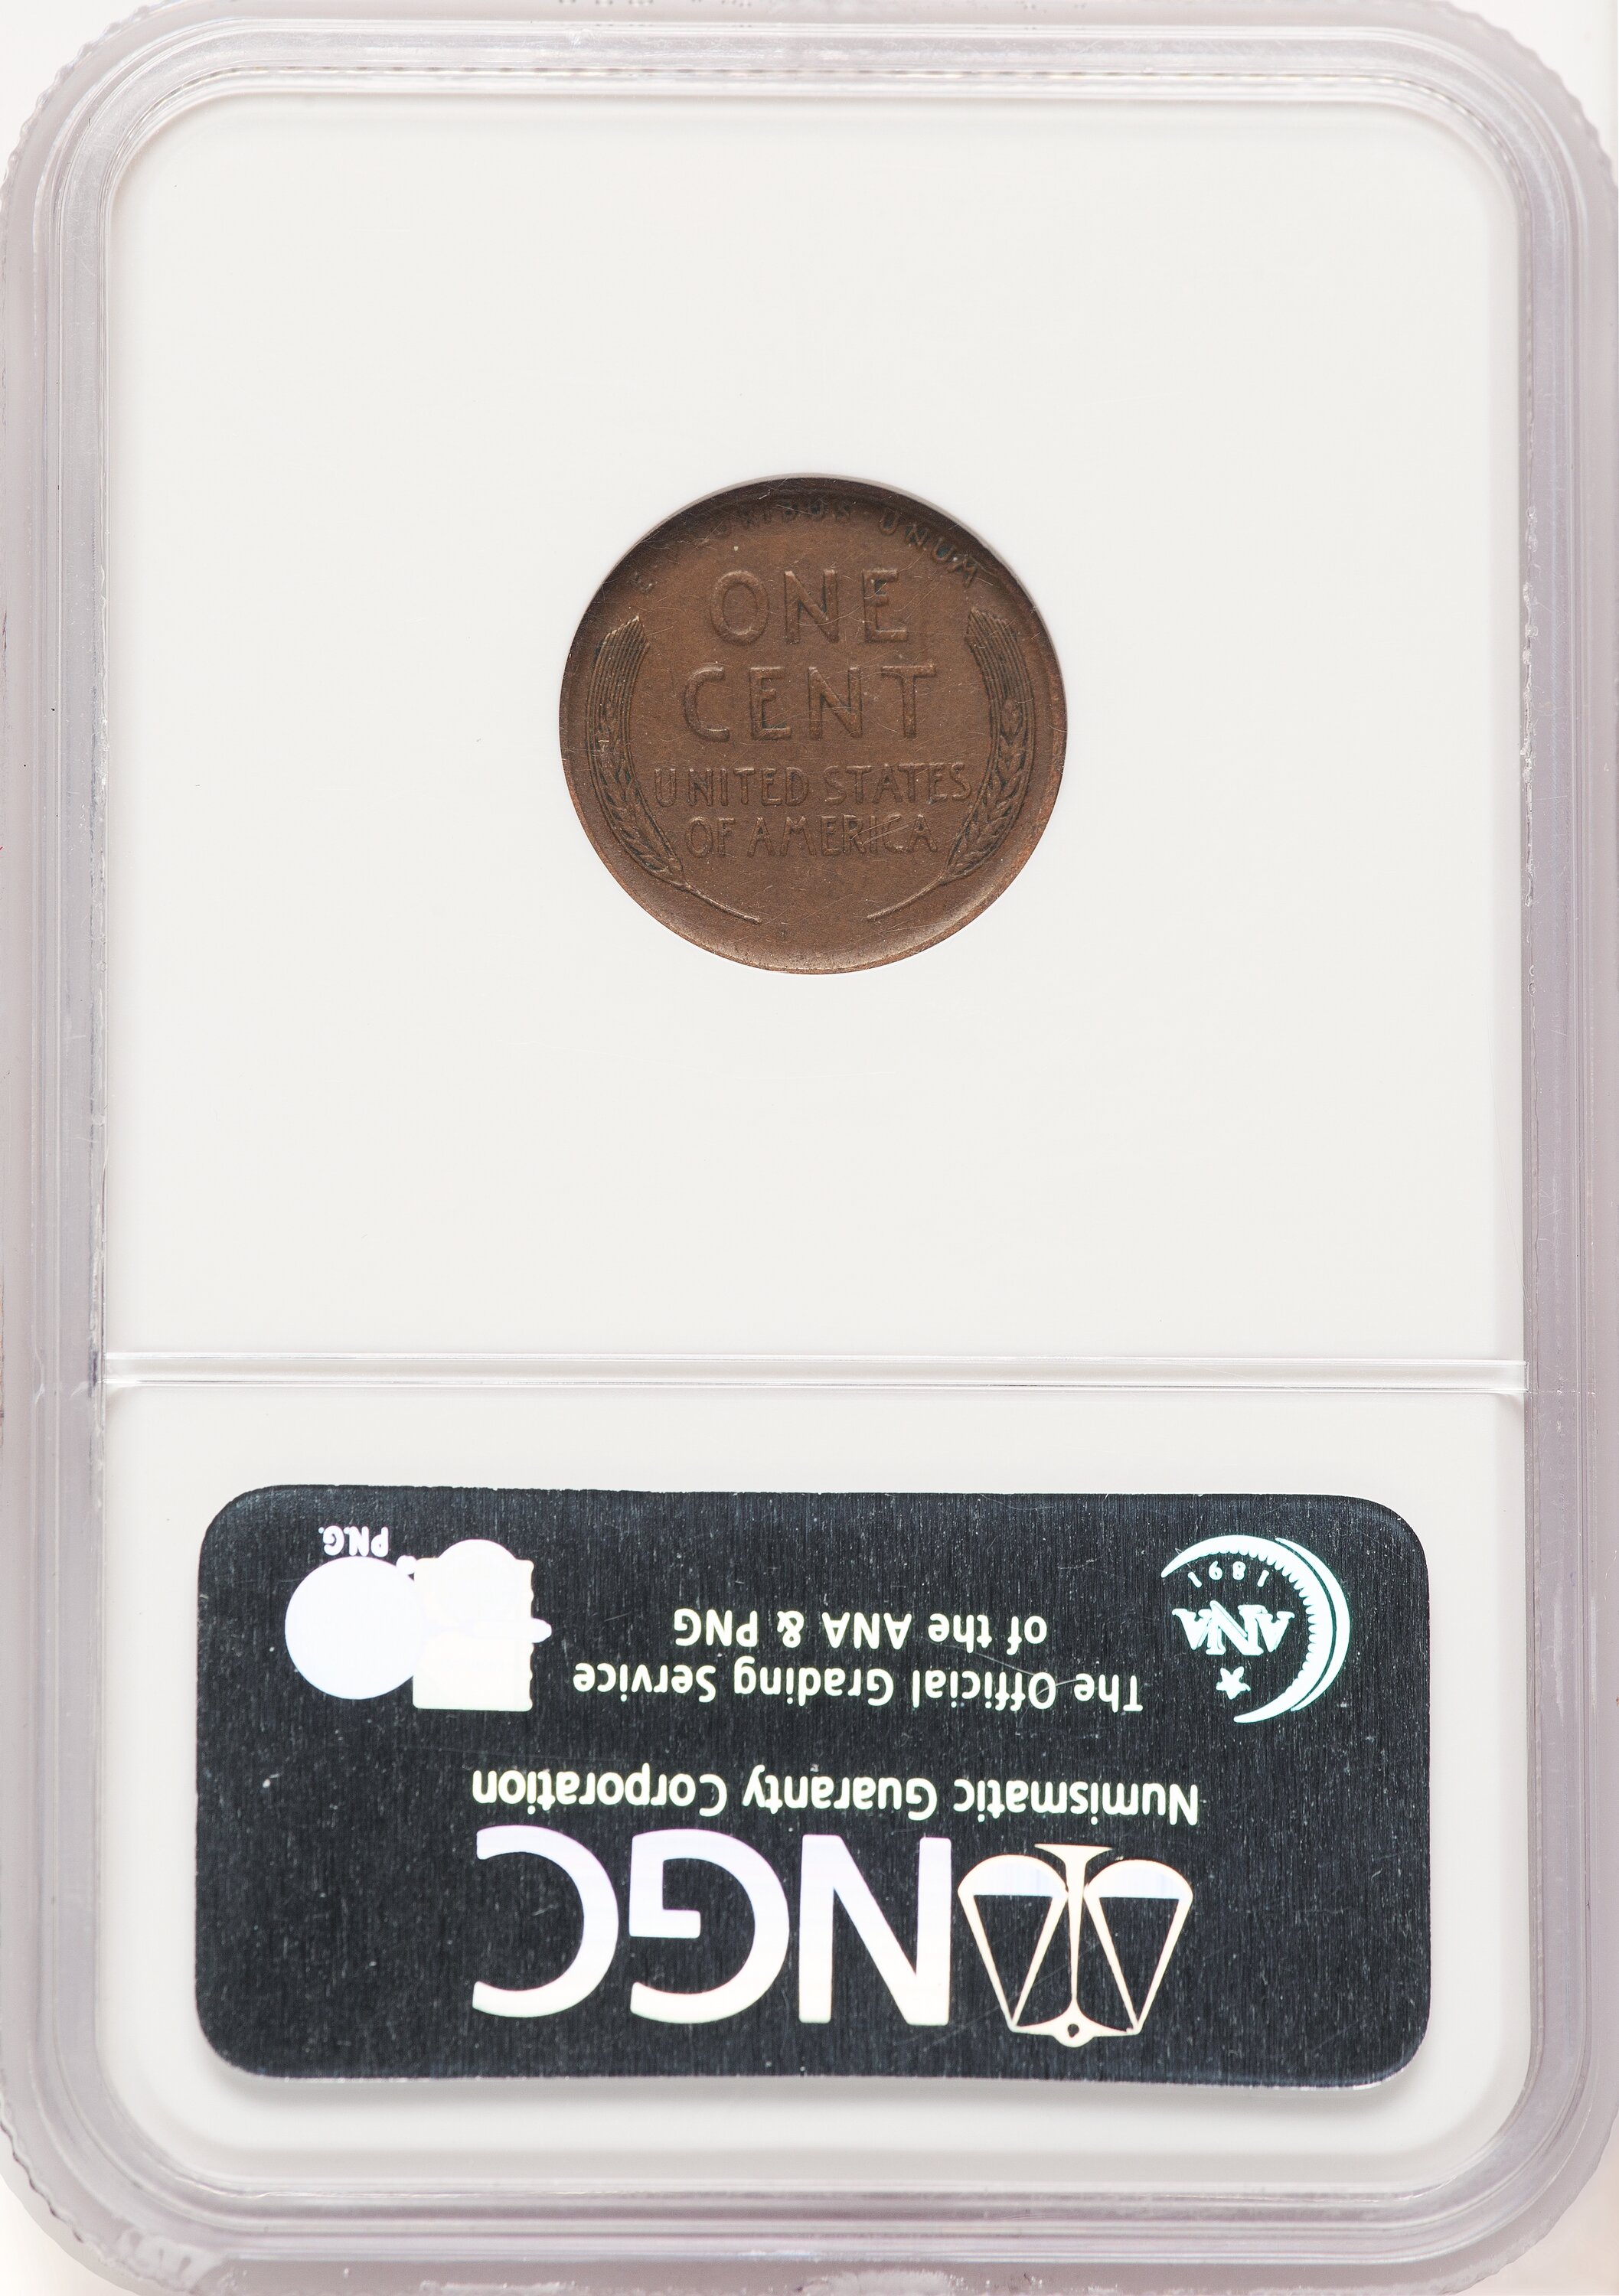 E PLURIBUS UNUM
ONE
CENT
UNITED STATES
OF AMERICA
NGC
Numismatic Guaranty Corporation
The Official Grading Service
of the ANA & PNG
ANA
1891
P.N.G.